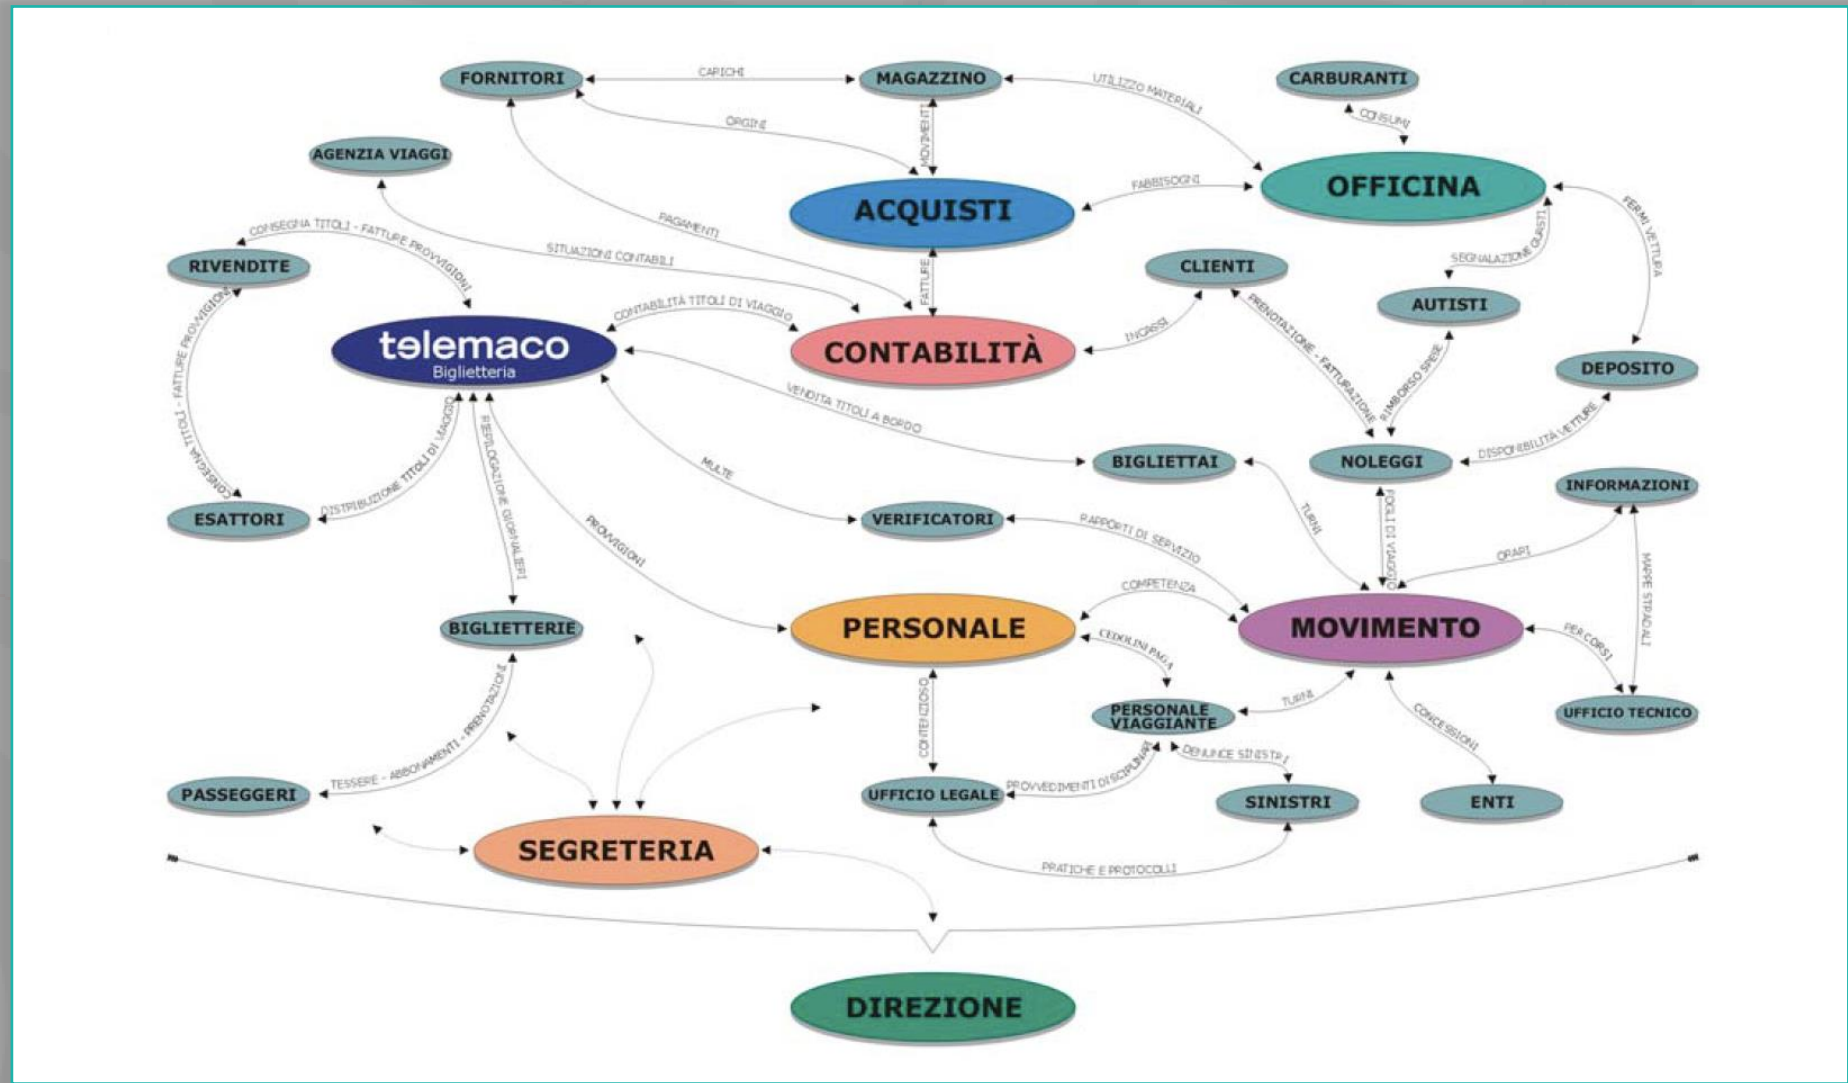 FORNITORI
CARICHI
MAGAZZINO
UTILIZZO MATERIALI
CARBURANTI
CONSUMI
ORGINI
MOVIMENTI
AGENZIA VIAGGI
OFFICINA
FABBISOGNI
ACQUISTI
PAGAMENTI
FERMI VETTURA
CONSEGNA TITOLI - FATTURE PROVVIGIONI
SITUAZIONI CONTABILI
SEGNALAZIONE GUASTI
RIVENDITE
FATTURE
CLIENTI
AUTISTI
CONTABILITÀ TITOLI DI VIAGGIO
PRENOTAZIONE - FATTURAZIONE
INCASSI
telemaco
Biglietteria
CONTABILITÀ
DEPOSITO
CONSEGNA TITOLI - FATTURE PROVVIGIONI
RIMBORSO SPESE
VENDITA TITOLI A BORDO
DISPONIBILITÀ VETTURE
BIGLIETTAI
NOLEGGI
MULTE
INFORMAZIONI
DISTRIBUZIONE TITOLI DI VIAGGIO
RIEPILOGAZIONE GIORNALIERI
ESATTORI
VERIFICATORI
RAPPORTI DI SERVIZIO
TURNI
FOGLI DI VIAGGIO
PROVVIGIONI
ORARI
MAPPE STRADALI
COMPETENZA
BIGLIETTERIE
PERSONALE
MOVIMENTO
CEDOLINI PAGA
PERCORSI
CONTENZIOSO
TURNI
PERSONALE
VIAGGIANTE
UFFICIO TECNICO
CONCESSIONI
TESSERE - ABBONAMENTI - PRENOTAZIONI
DENUNCE SINISTRI
PROVVEDIMENTI DISCIPLINARI
PASSEGGERI
UFFICIO LEGALE
SINISTRI
ENTI
SEGRETERIA
PRATICHE E PROTOCOLLI
DIREZIONE